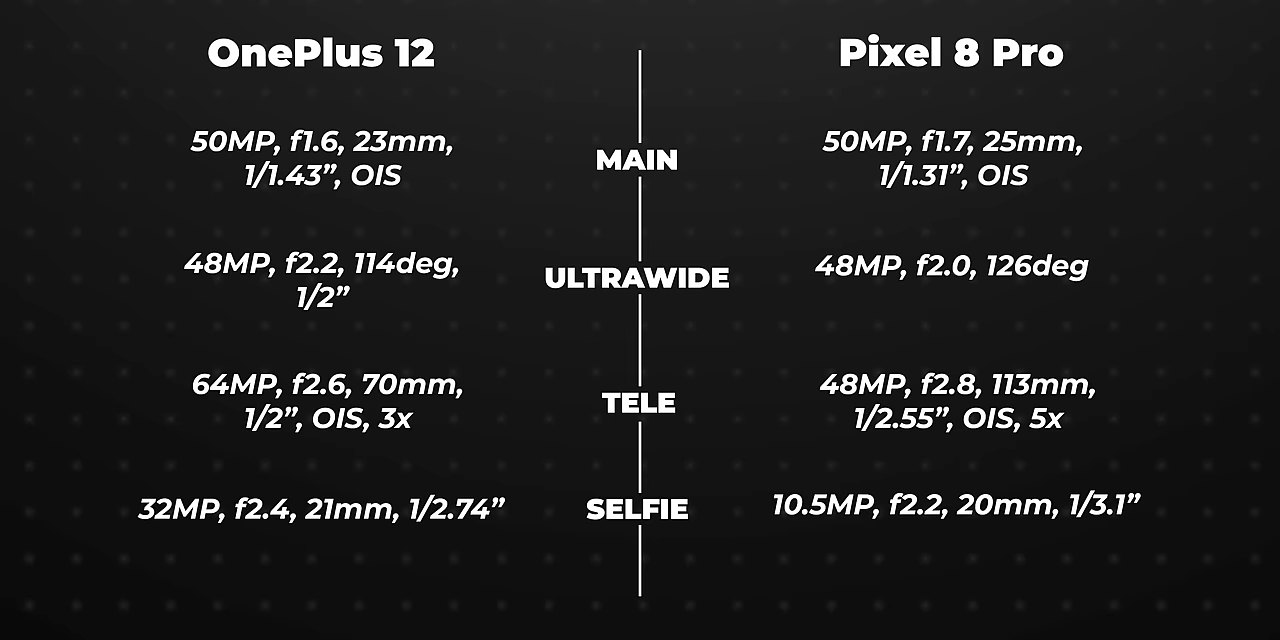 OnePlus 12
Pixel 8 Pro
50MP, f1.6, 23mm,
1/1.43”, OIS
MAIN
50MP, f1.7, 25mm,
1/1.31”, OIS
48MP, f2.2, 114deg,
1/2”
ULTRAWIDE
48MP, f2.0, 126deg
64MP, f2.6, 70mm,
1/2”, OIS, 3x
TELE
48MP, f2.8, 113mm,
1/2.55”, OIS, 5x
32MP, f2.4, 21mm, 1/2.74”
SELFIE
10.5MP, f2.2, 20mm, 1/3.1”